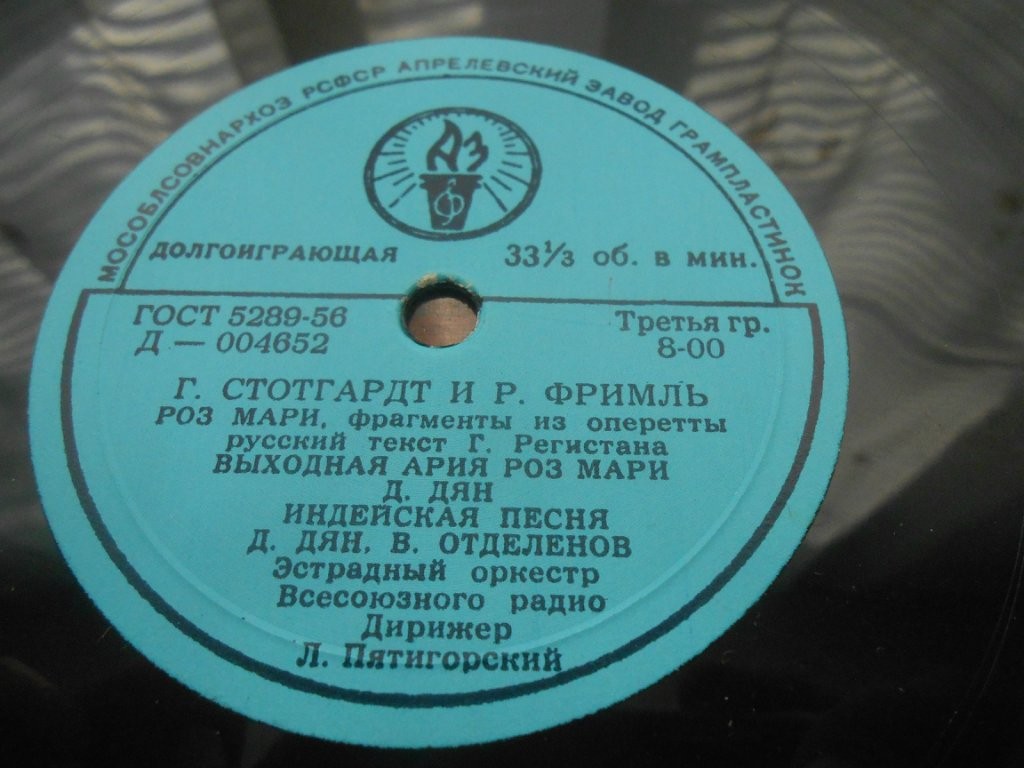 МОСОБЛСОВНАРХОЗ РСФСР АПРЕЛЕВСКИЙ ЗАВОД ГРАМПЛАСТИНОК
АЗ
ДОЛГОИГРАЮЩАЯ 33⅓ об. в мин.
ГОСТ 5289-56 Третья гр.
Д — 004652 8-00
Г. СТОТГАРДТ И Р. ФРИМЛЬ
РОЗ МАРИ, фрагменты из оперетты
русский текст Г. Регистана
ВЫХОДНАЯ АРИЯ РОЗ МАРИ
Д. ДЯН
ИНДЕЙСКАЯ ПЕСНЯ
Д. ДЯН, В. ОТДЕЛЕНОВ
Эстрадный оркестр
Всесоюзного радио
Дирижер
Л. Пятигорский